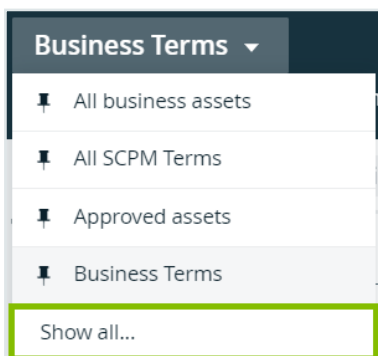 Business Terms
All business assets
All SCPM Terms
Approved assets
Business Terms
Show all...